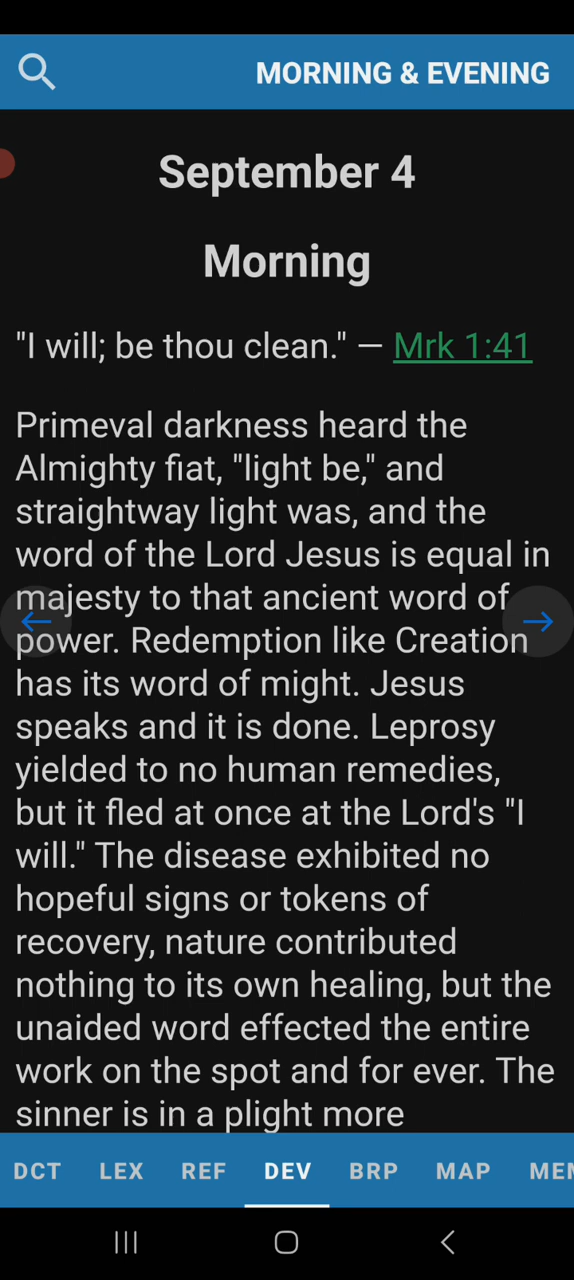 MORNING & EVENING
September 4
Morning
"I will; be thou clean." — Mrk 1:41
Primeval darkness heard the
Almighty fiat, "light be," and
straightway light was, and the
word of the Lord Jesus is equal in
majesty to that ancient word of
power. Redemption like Creation
has its word of might. Jesus
speaks and it is done. Leprosy
yielded to no human remedies,
but it fled at once at the Lord's "I
will." The disease exhibited no
hopeful signs or tokens of
recovery, nature contributed
nothing to its own healing, but the
unaided word effected the entire
work on the spot and for ever. The
sinner is in a plight more
DCT LEX REF DEV BRP MAP MEM